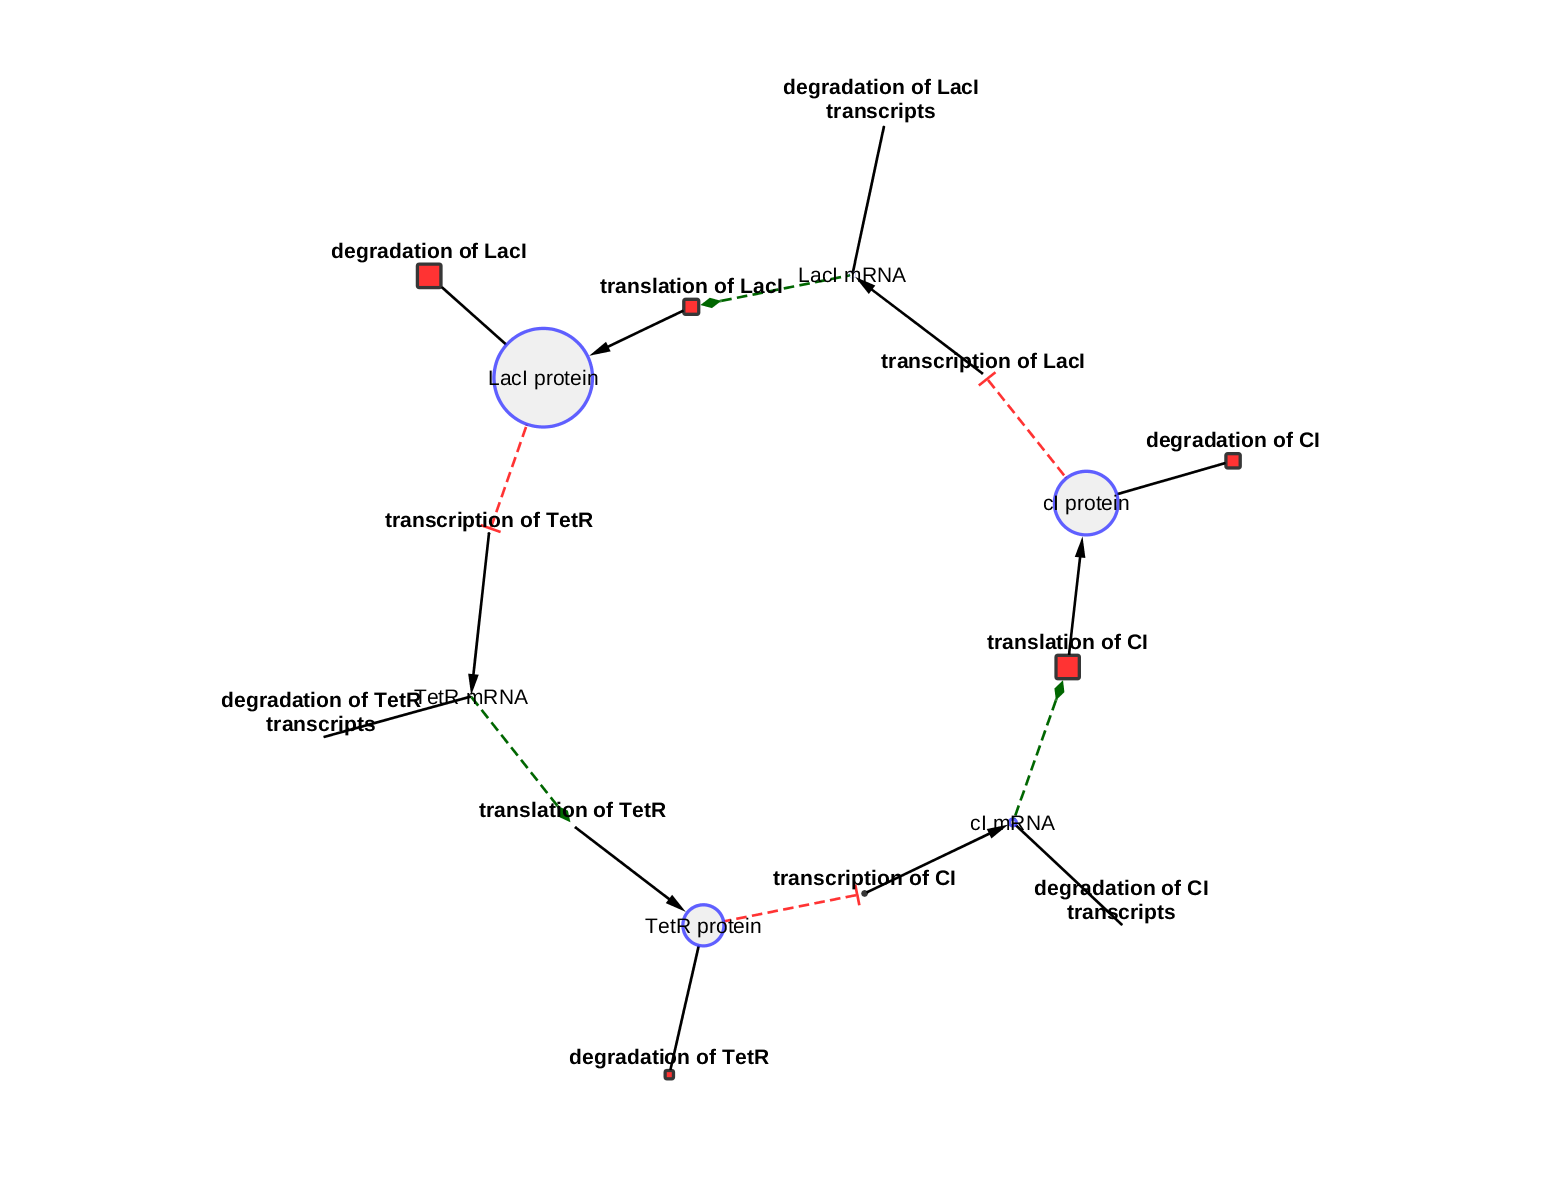 degradation of LacI
transcripts
degradation of LacI
LacI mRNA
translation of LacI
transcription of LacI
LacI protein
degradation of CI
cI protein
transcription of TetR
translation of CI
TetR mRNA
degradation of TetR
transcripts
translation of TetR
cI mRNA
transcription of CI
degradation of CI
transcripts
TetR protein
degradation of TetR